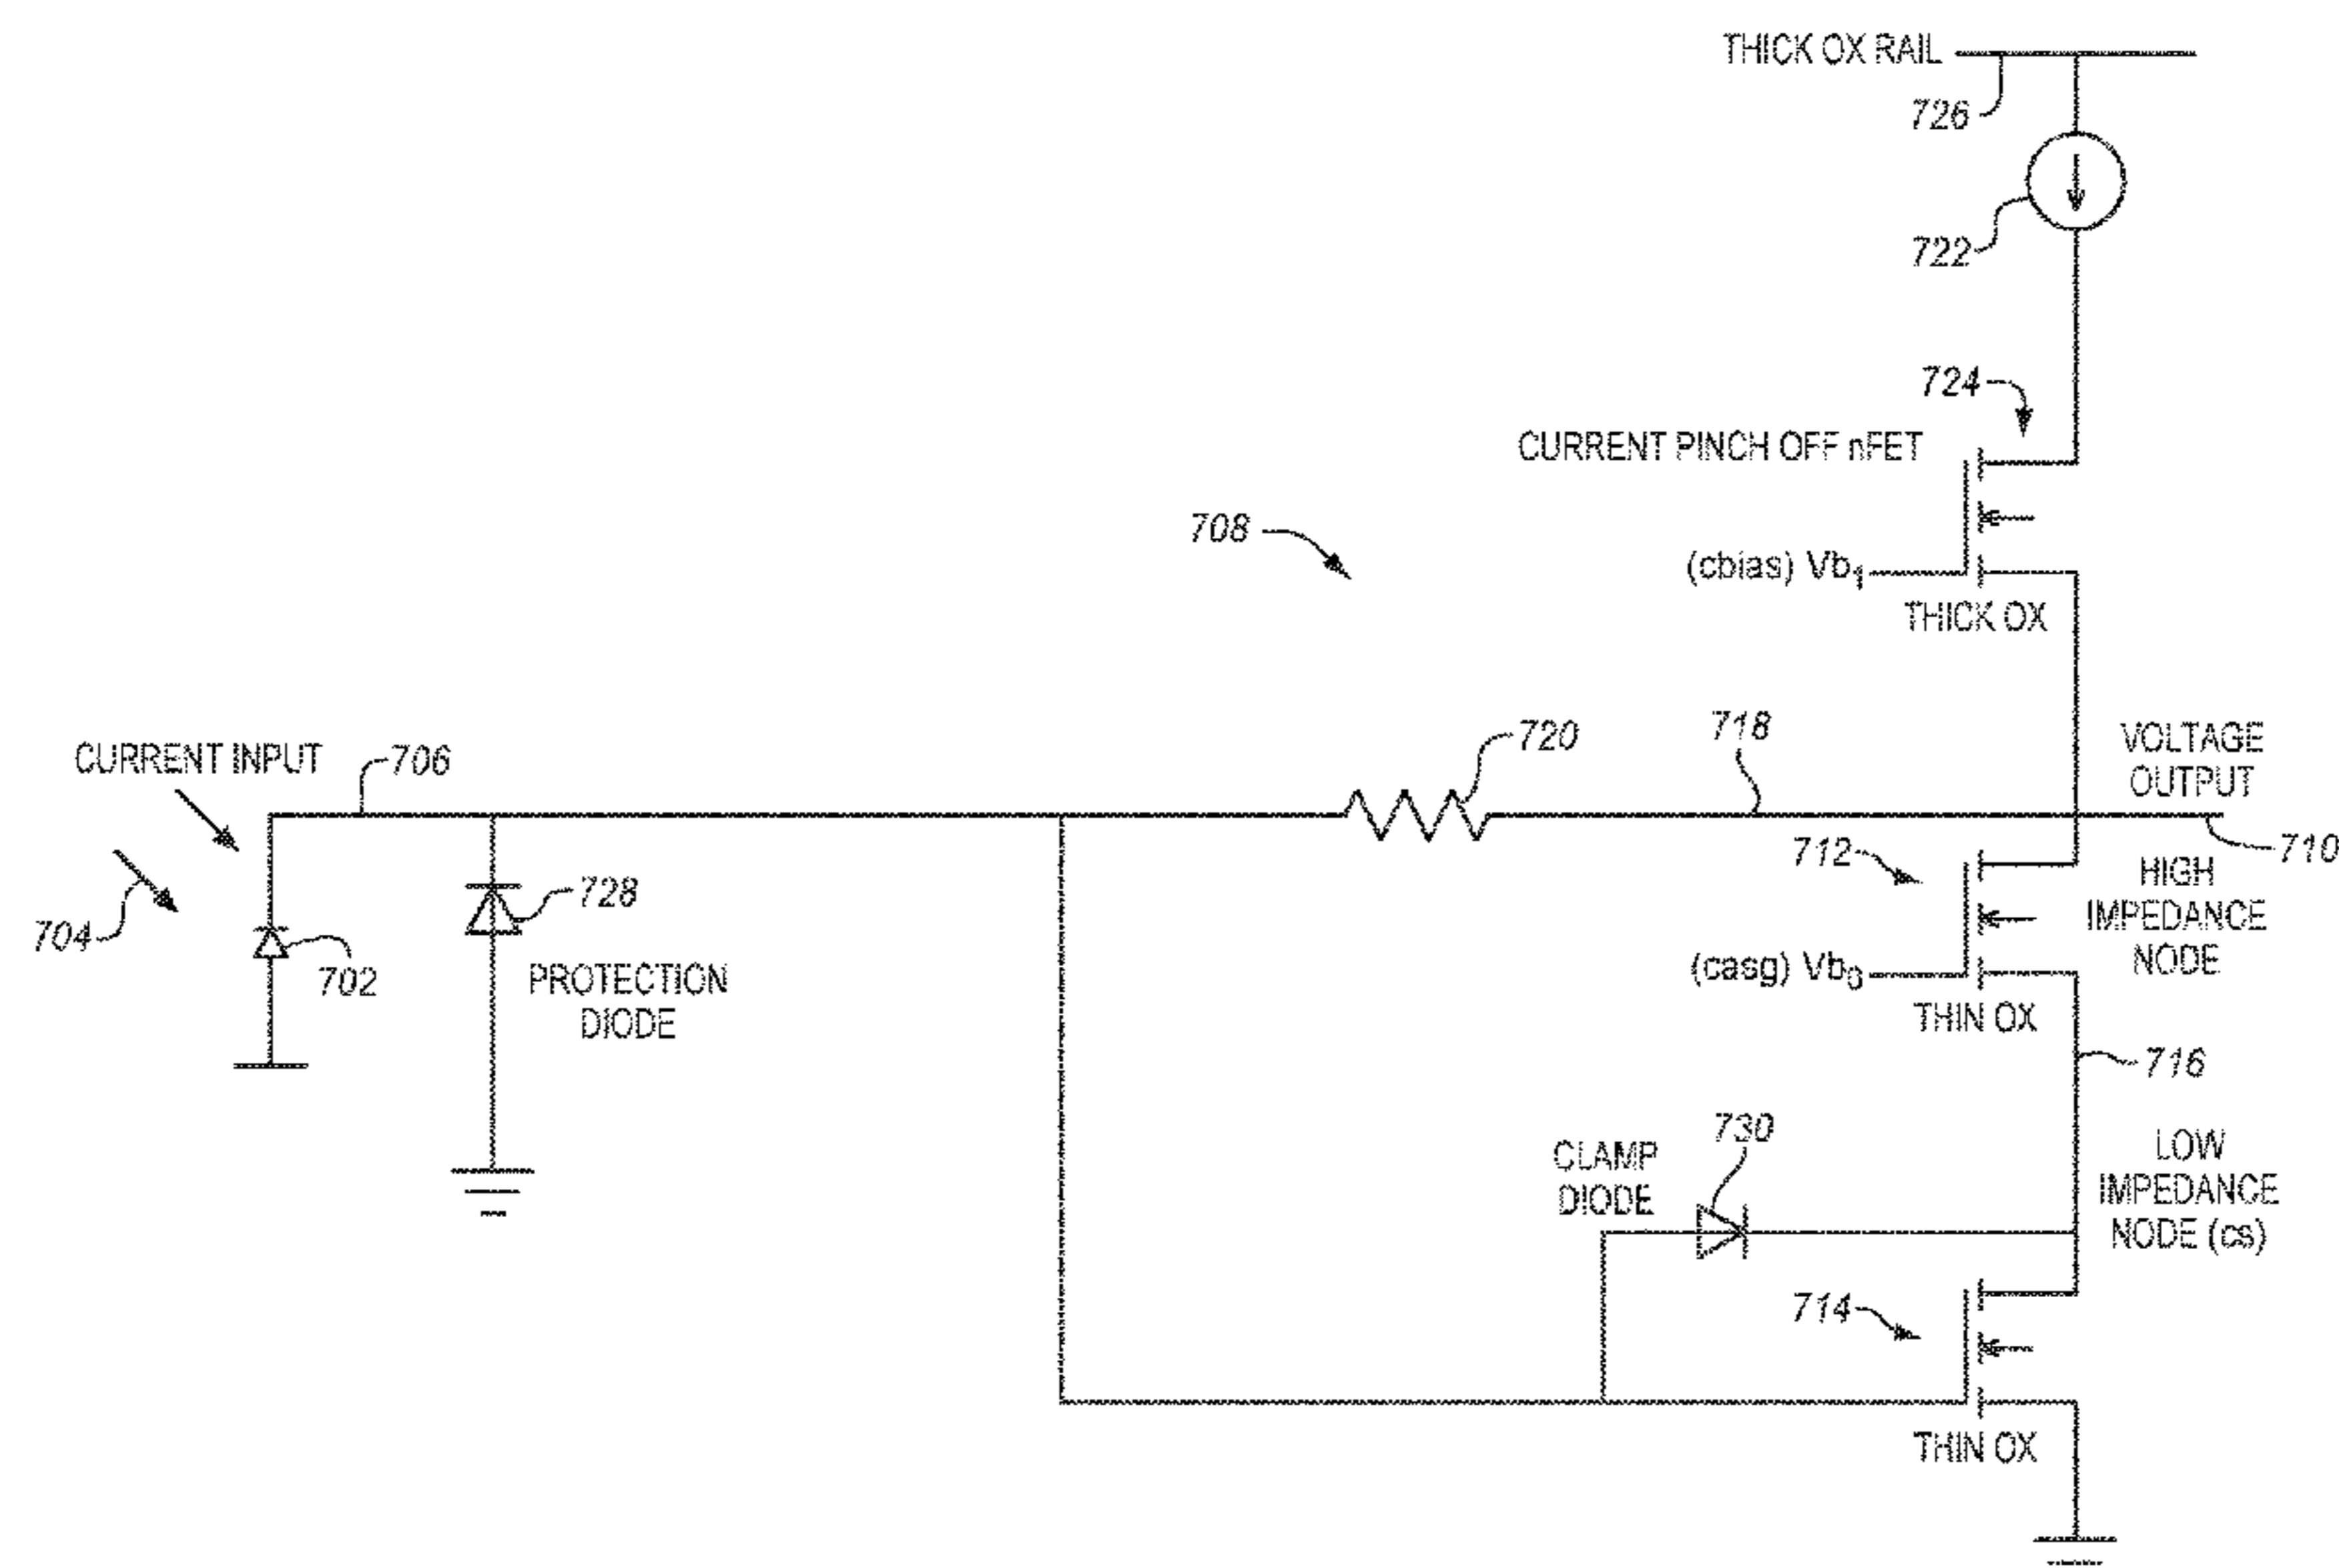 THICK OX RAIL
726
722
724
CURRENT PINCH OFF nFET
708
(cbias) Vb1
THICK OX
CURRENT INPUT
706
720
718
VOLTAGE
OUTPUT
710
712
HIGH
IMPEDANCE
NODE
704
702
728
PROTECTION
DIODE
(casg) Vb0
THIN OX
716
730
CLAMP
DIODE
LOW
IMPEDANCE
NODE (cs)
714
THIN OX